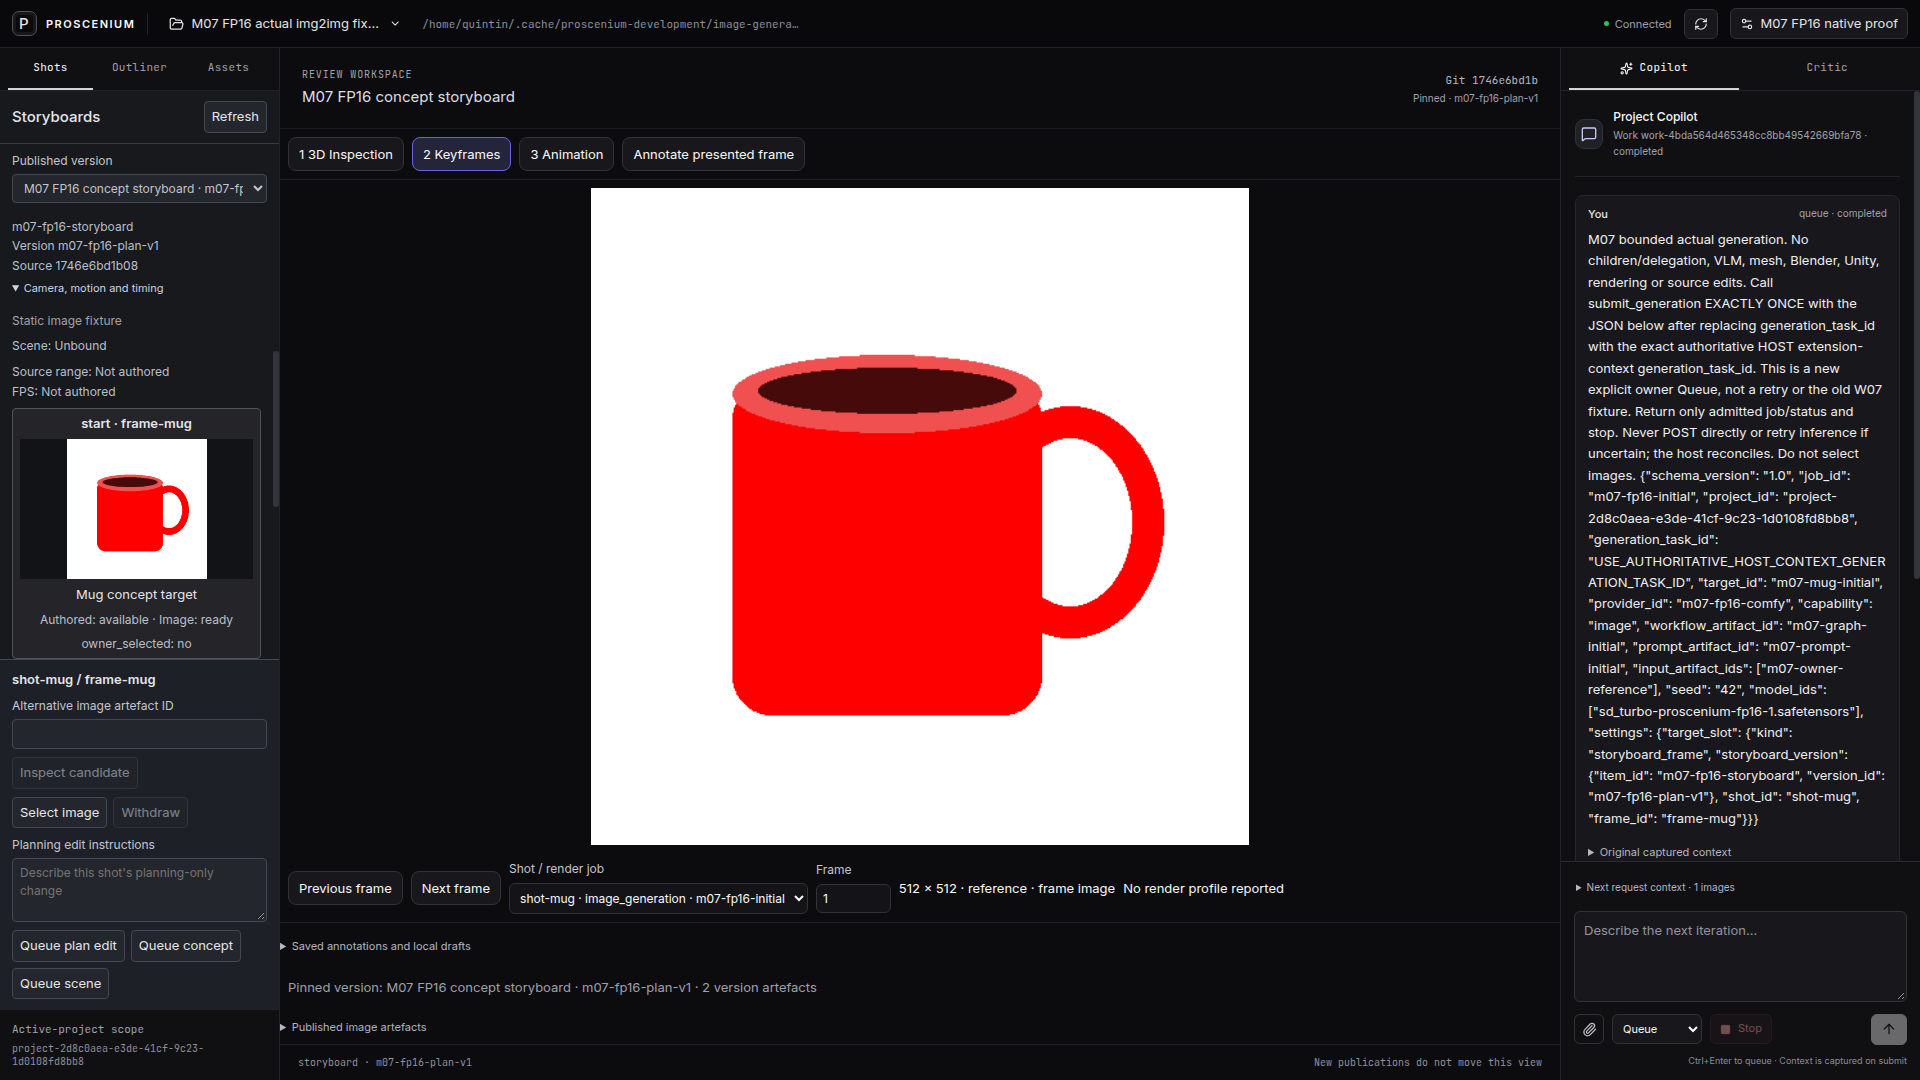 P PROSCENIUM
M07 FP16 actual img2img fix...
/home/quintin/.cache/proscenium-development/image-genera…
Connected
M07 FP16 native proof
Shots
Outliner
Assets
Storyboards
Refresh
Published version
M07 FP16 concept storyboard · m07-fp
m07-fp16-storyboard
Version m07-fp16-plan-v1
Source 1746e6bd1b08
Camera, motion and timing
Static image fixture
Scene: Unbound
Source range: Not authored
FPS: Not authored
start · frame-mug
Mug concept target
Authored: available · Image: ready
owner_selected: no
shot-mug / frame-mug
Alternative image artefact ID
Inspect candidate
Select image
Withdraw
Planning edit instructions
Describe this shot's planning-only
change
Queue plan edit
Queue concept
Queue scene
Active-project scope
project-2d8c0aea-e3de-41cf-9c23-
1d0108fd8bb8
REVIEW WORKSPACE
M07 FP16 concept storyboard
Git 1746e6bd1b
Pinned · m07-fp16-plan-v1
1 3D Inspection
2 Keyframes
3 Animation
Annotate presented frame
Previous frame
Next frame
Shot / render job
shot-mug · image_generation · m07-fp16-initial
Frame
1
512 × 512 · reference · frame image
No render profile reported
Saved annotations and local drafts
Pinned version: M07 FP16 concept storyboard · m07-fp16-plan-v1 · 2 version artefacts
Published image artefacts
storyboard · m07-fp16-plan-v1
New publications do not move this view
Copilot
Critic
Project Copilot
Work work-4bda564d465348cc8bb49542669bfa78 ·
completed
You
queue · completed
M07 bounded actual generation. No
children/delegation, VLM, mesh, Blender, Unity,
rendering or source edits. Call
submit_generation EXACTLY ONCE with the
JSON below after replacing generation_task_id
with the exact authoritative HOST extension-
context generation_task_id. This is a new
explicit owner Queue, not a retry or the old W07
fixture. Return only admitted job/status and
stop. Never POST directly or retry inference if
uncertain; the host reconciles. Do not select
images. {"schema_version": "1.0", "job_id":
"m07-fp16-initial", "project_id": "project-
2d8c0aea-e3de-41cf-9c23-1d0108fd8bb8",
"generation_task_id":
"USE_AUTHORITATIVE_HOST_CONTEXT_GENER
ATION_TASK_ID", "target_id": "m07-mug-initial",
"provider_id": "m07-fp16-comfy", "capability":
"image", "workflow_artifact_id": "m07-graph-
initial", "prompt_artifact_id": "m07-prompt-
initial", "input_artifact_ids": ["m07-owner-
reference"], "seed": "42", "model_ids":
["sd_turbo-proscenium-fp16-1.safetensors"],
"settings": {"target_slot": {"kind":
"storyboard_frame", "storyboard_version":
{"item_id": "m07-fp16-storyboard", "version_id":
"m07-fp16-plan-v1"}, "shot_id": "shot-mug",
"frame_id": "frame-mug"}}}
Original captured context
Next request context · 1 images
Describe the next iteration...
Queue
Stop
Ctrl+Enter to queue · Context is captured on submit